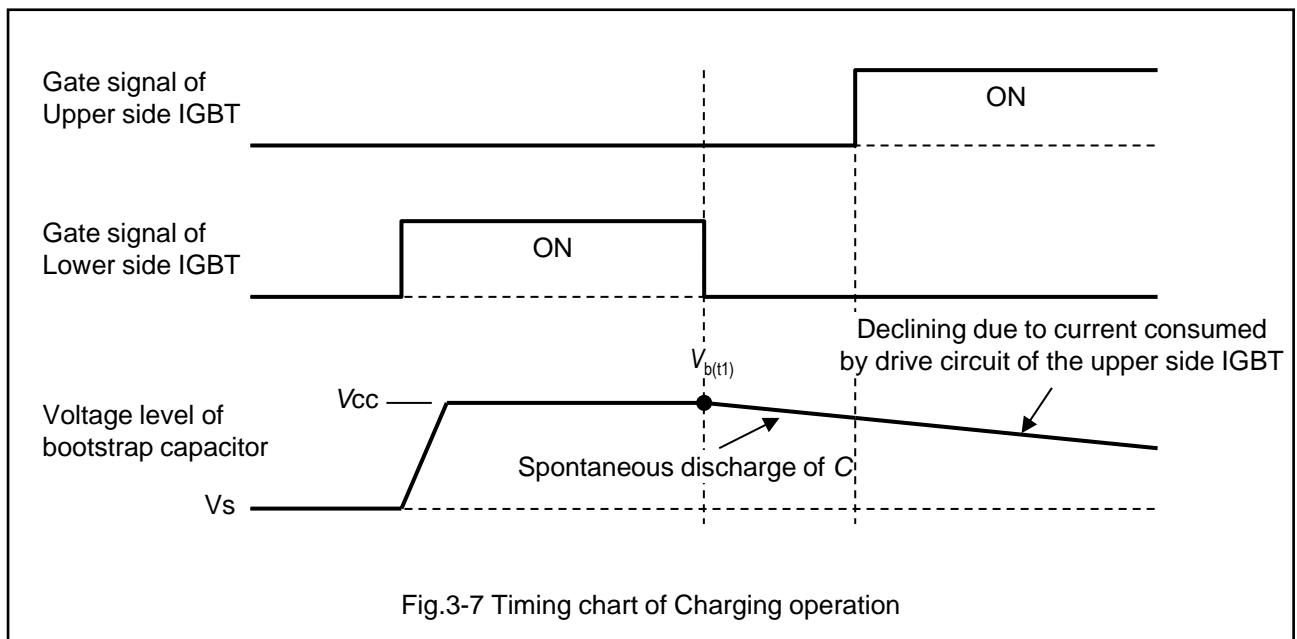 Gate signal of
Upper side IGBT
ON
Gate signal of
Lower side IGBT
ON
Declining due to current consumed
by drive circuit of the upper side IGBT
Vb(t1)
Voltage level of
bootstrap capacitor
Vcc
Spontaneous discharge of C
Vs
Fig.3-7 Timing chart of Charging operation